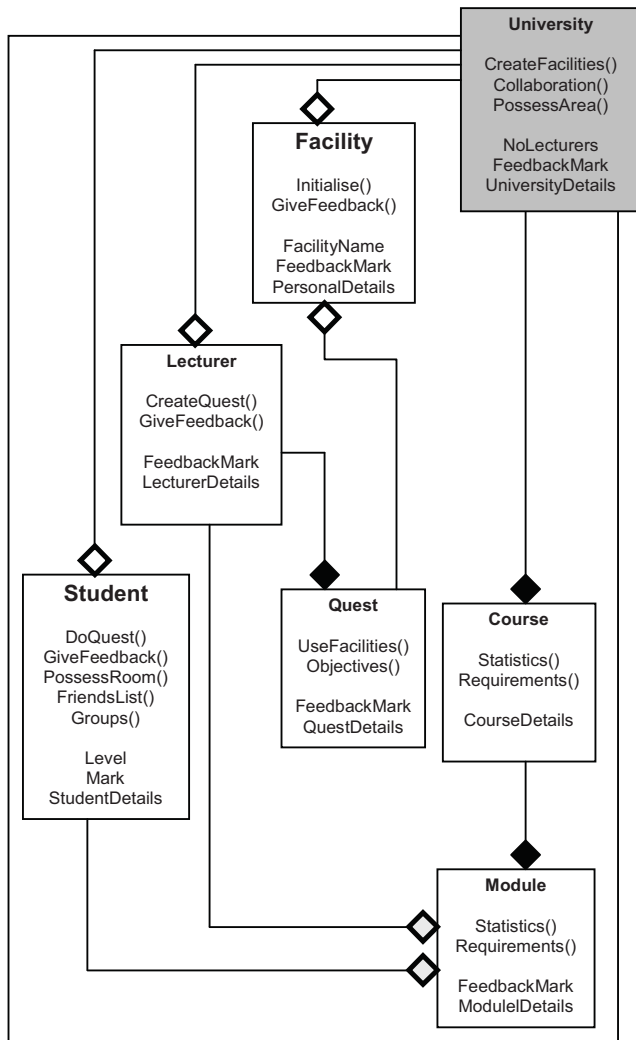 University
CreateFacilities()
Collaboration()
PossessArea()
NoLecturers
FeedbackMark
UniversityDetails
Facility
Initialise()
GiveFeedback()
FacilityName
FeedbackMark
PersonalDetails
Lecturer
CreateQuest()
GiveFeedback()
FeedbackMark
LecturerDetails
Student
DoQuest()
GiveFeedback()
PossessRoom()
FriendsList()
Groups()
Level
Mark
StudentDetails
Quest
UseFacilities()
Objectives()
FeedbackMark
QuestDetails
Course
Statistics()
Requirements()
CourseDetails
Module
Statistics()
Requirements()
FeedbackMark
ModulelDetails